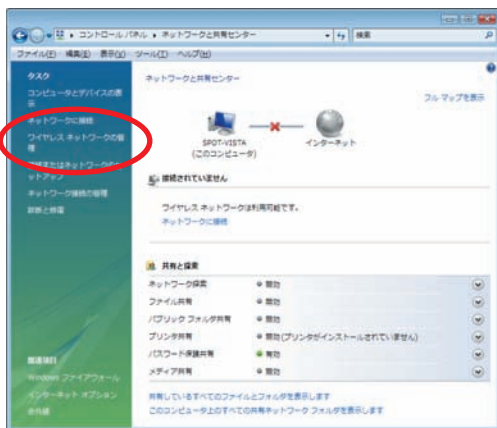 コントロール パネル ▸ ネットワークと共有センター
検索
ファイル(F) 編集(E) 表示(V) ツール(T) ヘルプ(H)
タスク
コンピュータとデバイスの表
示
ネットワークに接続
ワイヤレス ネットワークの管
理
接続またはネットワークのセ
ットアップ
ネットワーク接続の管理
診断と修復
関連項目
Windows ファイアウォール
インターネット オプション
ネットワークと共有センター
フル マップを表示
SPOT-VISTA
(このコンピュータ)
インターネット
接続されていません
ワイヤレス ネットワークは利用可能です。
ネットワークに接続
共有と探索
ネットワーク探索 無効
ファイル共有 無効
パブリック フォルダ共有 無効
プリンタ共有 無効(プリンタがインストールされていません)
パスワード保護共有 有効
メディア共有 無効
共有しているすべてのファイルとフォルダを表示します
このコンピュータ上のすべての共有ネットワーク フォルダを表示します